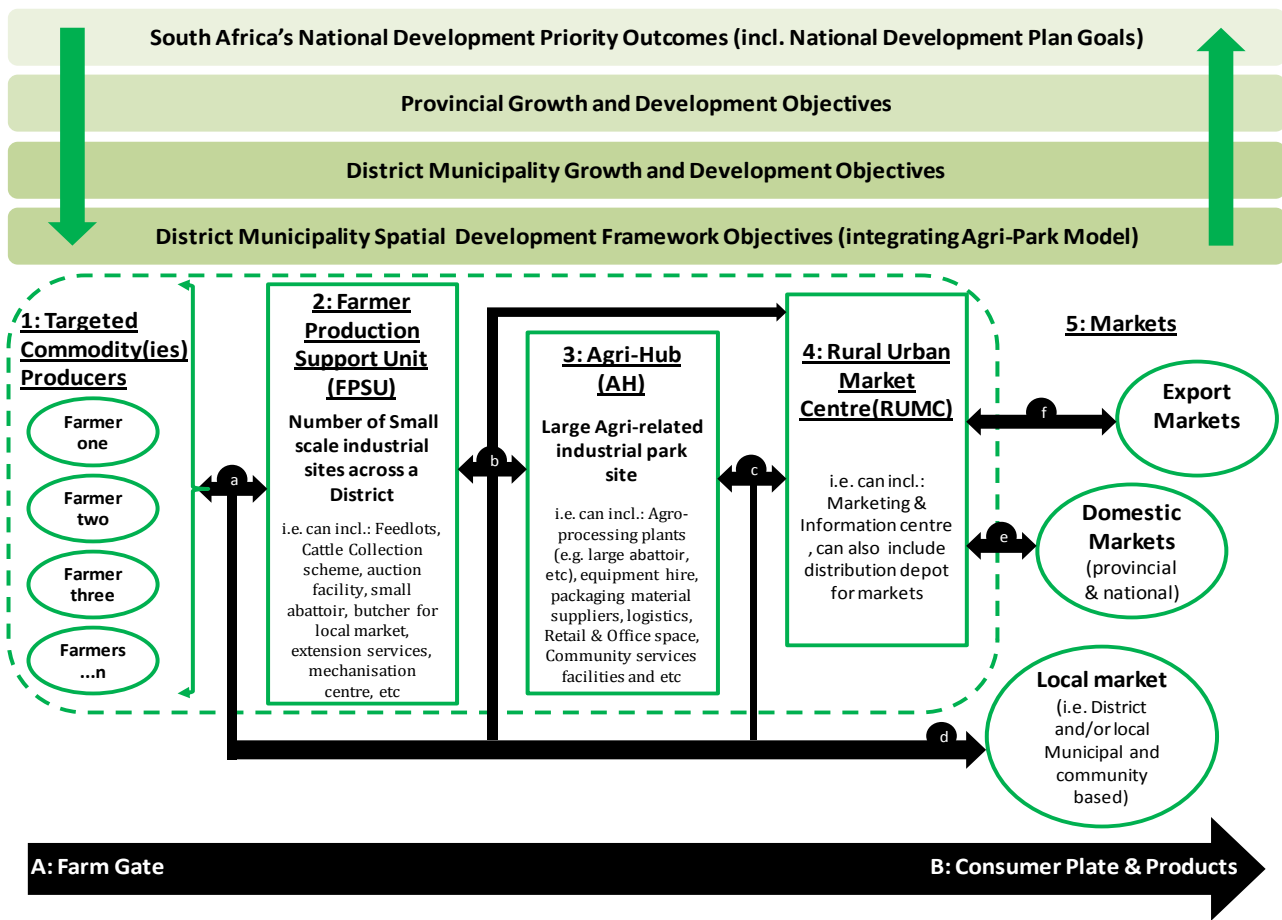 South Africa's National Development Priority Outcomes (incl. National Development Plan Goals)
Provincial Growth and Development Objectives
District Municipality Growth and Development Objectives
District Municipality Spatial Development Framework Objectives (integrating Agri-Park Model)
1: Targeted
Commodity(ies)
Producers
Farmer
one
Farmer
two
Farmer
three
Farmers
...n
a
2: Farmer
Production
Support Unit
(FPSU)
Number of Small
scale industrial
sites across a
District
i.e. can incl.: Feedlots,
Cattle Collection
scheme, auction
facility, small
abattoir, butcher for
local market,
extension services,
mechanisation
centre, etc
b
3: Agri-Hub
(AH)
Large Agri-related
industrial park
site
i.e. can incl.: Agro-
processing plants
(e.g. large abattoir,
etc), equipment hire,
packaging material
suppliers, logistics,
Retail & Office space,
Community services
facilities and etc
c
4: Rural Urban
Market
Centre(RUMC)
i.e. can incl.:
Marketing &
Information centre
, can also include
distribution depot
for markets
5: Markets
f
Export
Markets
e
Domestic
Markets
(provincial
& national)
d
Local market
(i.e. District
and/or local
Municipal and
community
based)
A: Farm Gate
B: Consumer Plate & Products